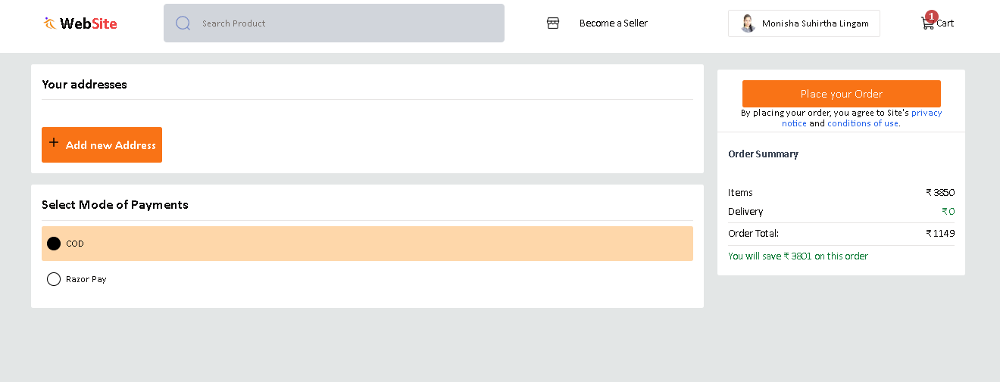 WebSite
Search Product
Become a Seller
Monisha Suhirtha Lingam
1
Cart
Your addresses
+ Add new Address
Select Mode of Payments
COD
Razor Pay
Place your Order
By placing your order, you agree to Site's privacy
notice and conditions of use.
Order Summary
Items ₹ 3850
Delivery ₹ 0
Order Total: ₹ 1149
You will save ₹ 3801 on this order